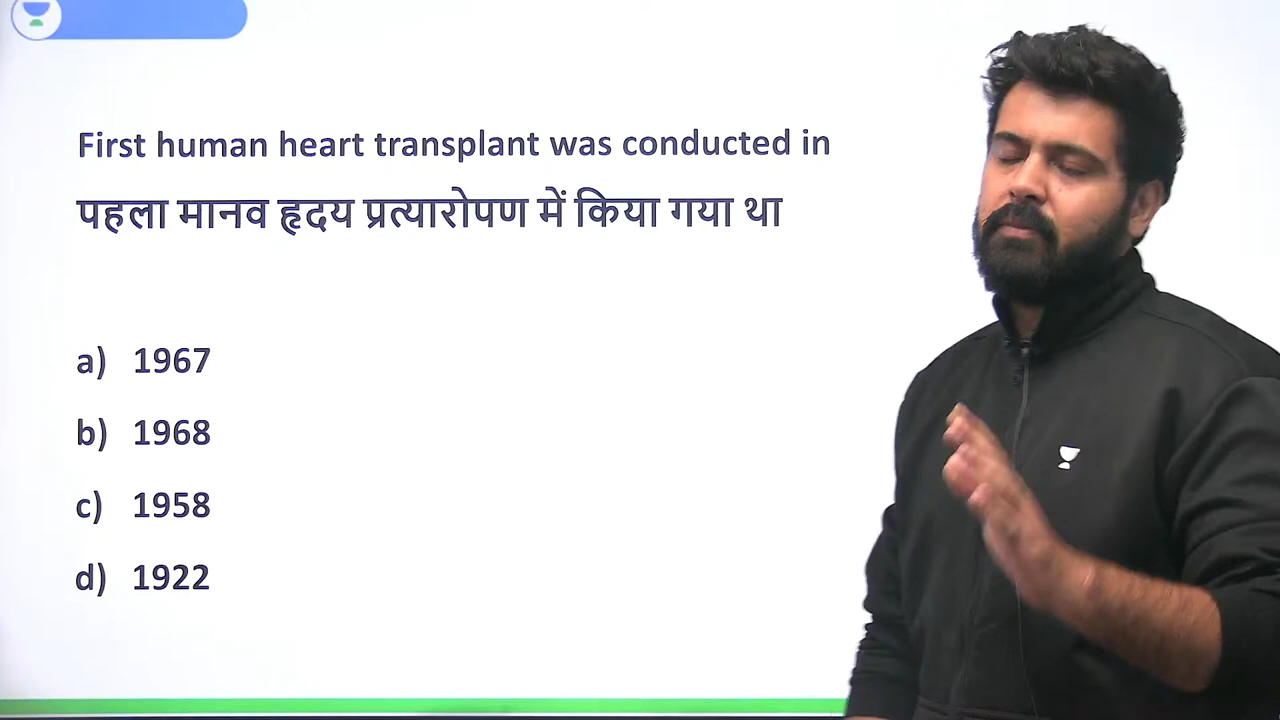 First human heart transplant was conducted in
पहला मानव हृदय प्रत्यारोपण में किया गया था
a) 1967
b) 1968
c) 1958
d) 1922